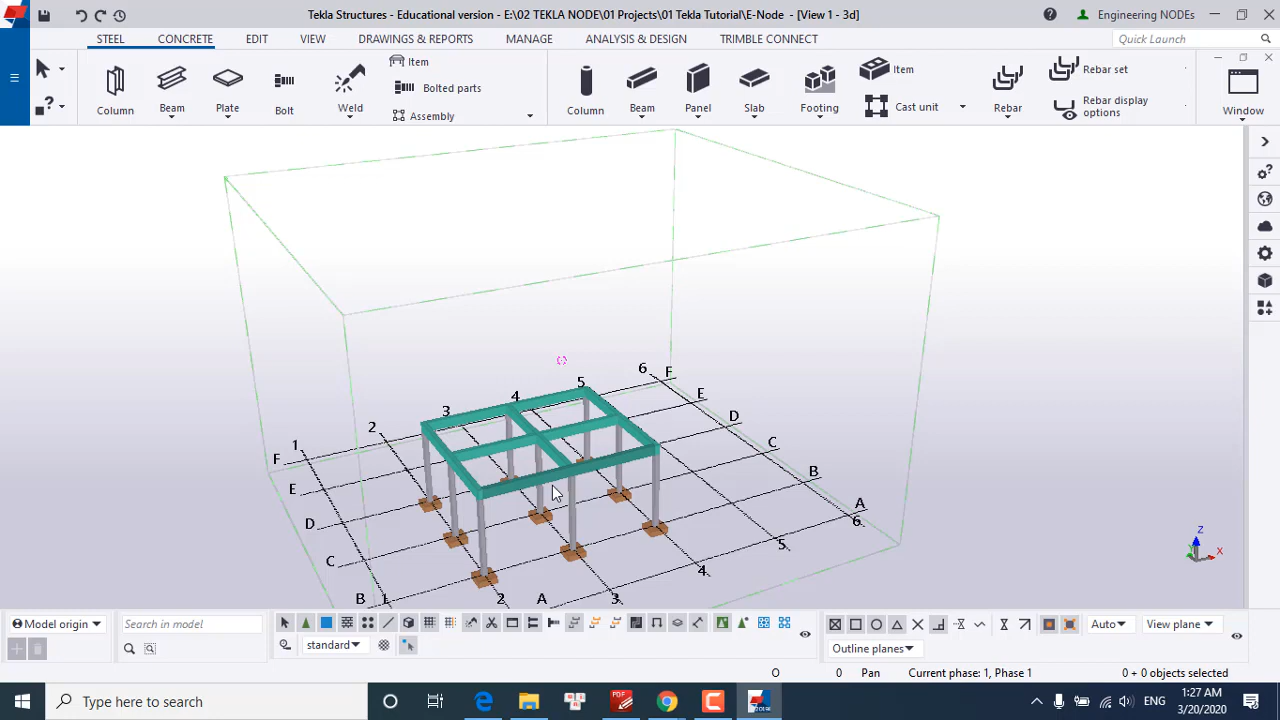 Tekla Structures - Educational version - E:\02 TEKLA NODE\01 Projects\01 Tekla Tutorial\E-Node - [View 1 - 3d]
Engineering NODEs
STEEL CONCRETE EDIT VIEW DRAWINGS & REPORTS MANAGE ANALYSIS & DESIGN TRIMBLE CONNECT
Quick Launch
Item
Item
Rebar set
Bolted parts
Rebar display
options
Cast unit
Column Beam Plate Bolt Weld
Assembly
Column Beam Panel Slab Footing
Rebar
Window
6 F
5 E
4 D
3 C
2 B
1 A
F 6
E
D 5
C 4
B 1 2 A 3
Z
X
Model origin
Search in model
standard
Auto
View plane
Outline planes
O 0 Pan Current phase: 1, Phase 1 0 + 0 objects selected
Type here to search
PDF
2019
ENG
1:27 AM
3/20/2020